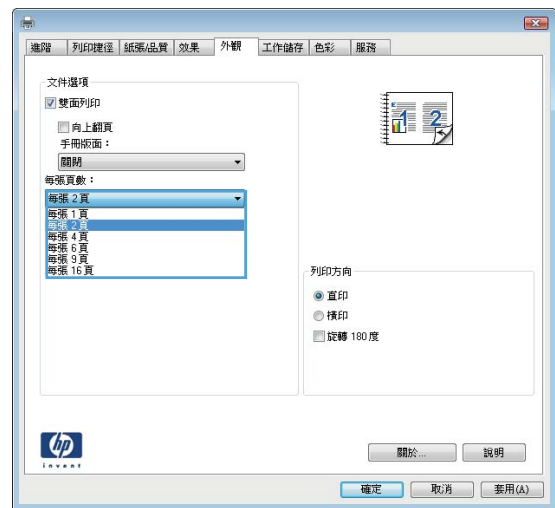 進階 列印捷徑 紙張/品質 效果 外觀 工作儲存 色彩 服務
文件選項
雙面列印
向上翻頁
手冊版面：
關閉
每張頁數：
每張 2 頁
每張 1 頁
每張 2 頁
每張 4 頁
每張 6 頁
每張 9 頁
每張 16 頁
1 2
列印方向
直印
橫印
旋轉 180 度
hp
invent
關於... 說明
確定 取消 套用(A)